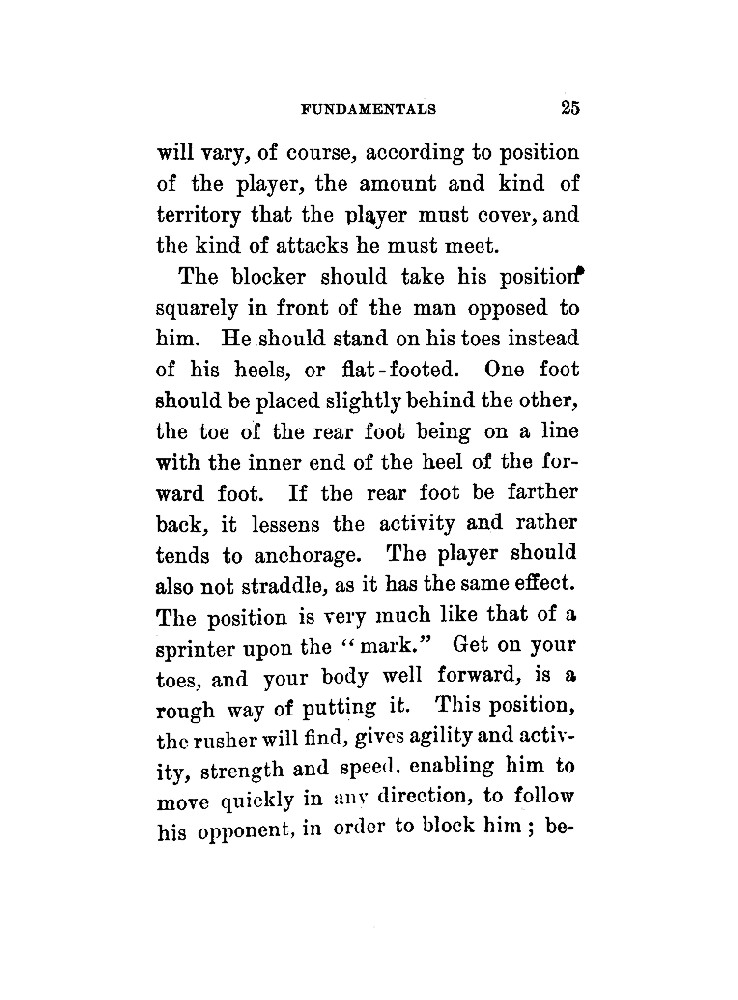 FUNDAMENTALS 25
will vary, of course, according to position
of the player, the amount and kind of
territory that the player must cover, and
the kind of attacks he must meet.
The blocker should take his position
squarely in front of the man opposed to
him. He should stand on his toes instead
of his heels, or flat-footed. One foot
should be placed slightly behind the other,
the toe of the rear foot being on a line
with the inner end of the heel of the for-
ward foot. If the rear foot be farther
back, it lessens the activity and rather
tends to anchorage. The player should
also not straddle, as it has the same effect.
The position is very much like that of a
sprinter upon the “mark.” Get on your
toes, and your body well forward, is a
rough way of putting it. This position,
the rusher will find, gives agility and activ-
ity, strength and speed, enabling him to
move quickly in any direction, to follow
his opponent, in order to block him; be-